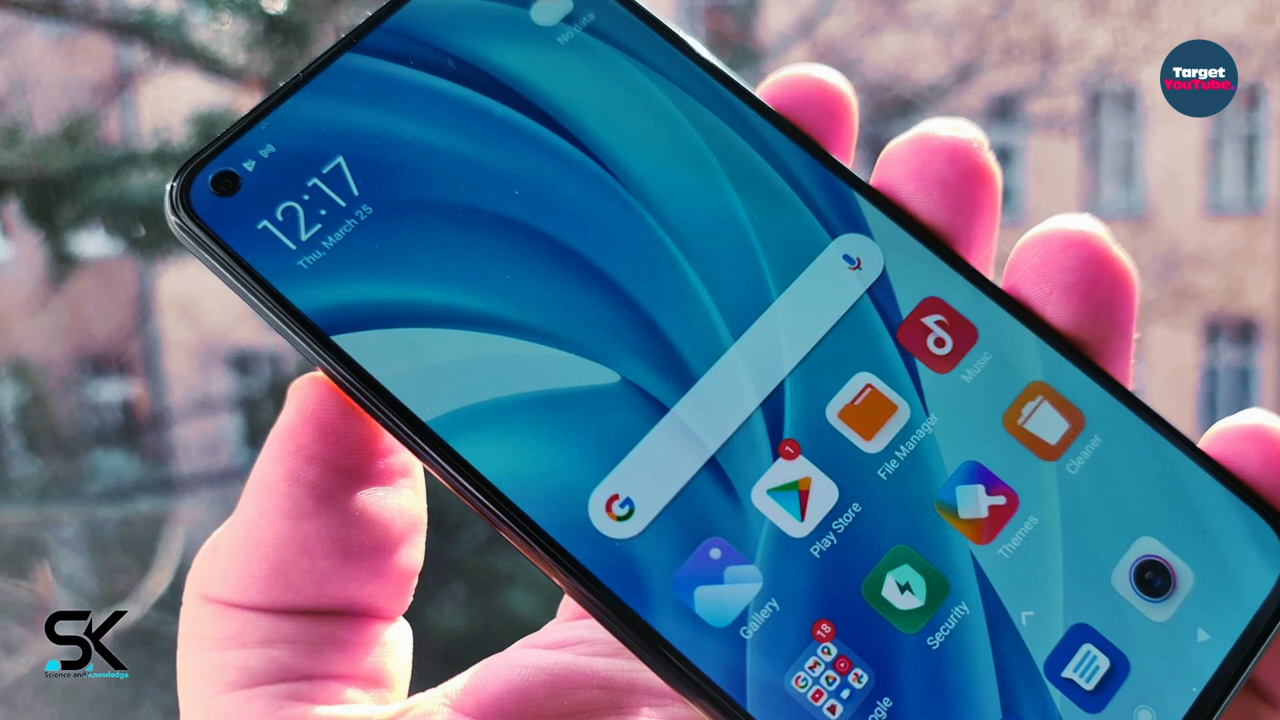 Target
YouTube.
No data
12:17
Thu, March 25
Music
File Manager
Cleaner
1
Play Store
Themes
Gallery
Security
18
SK
Science and Knowledge